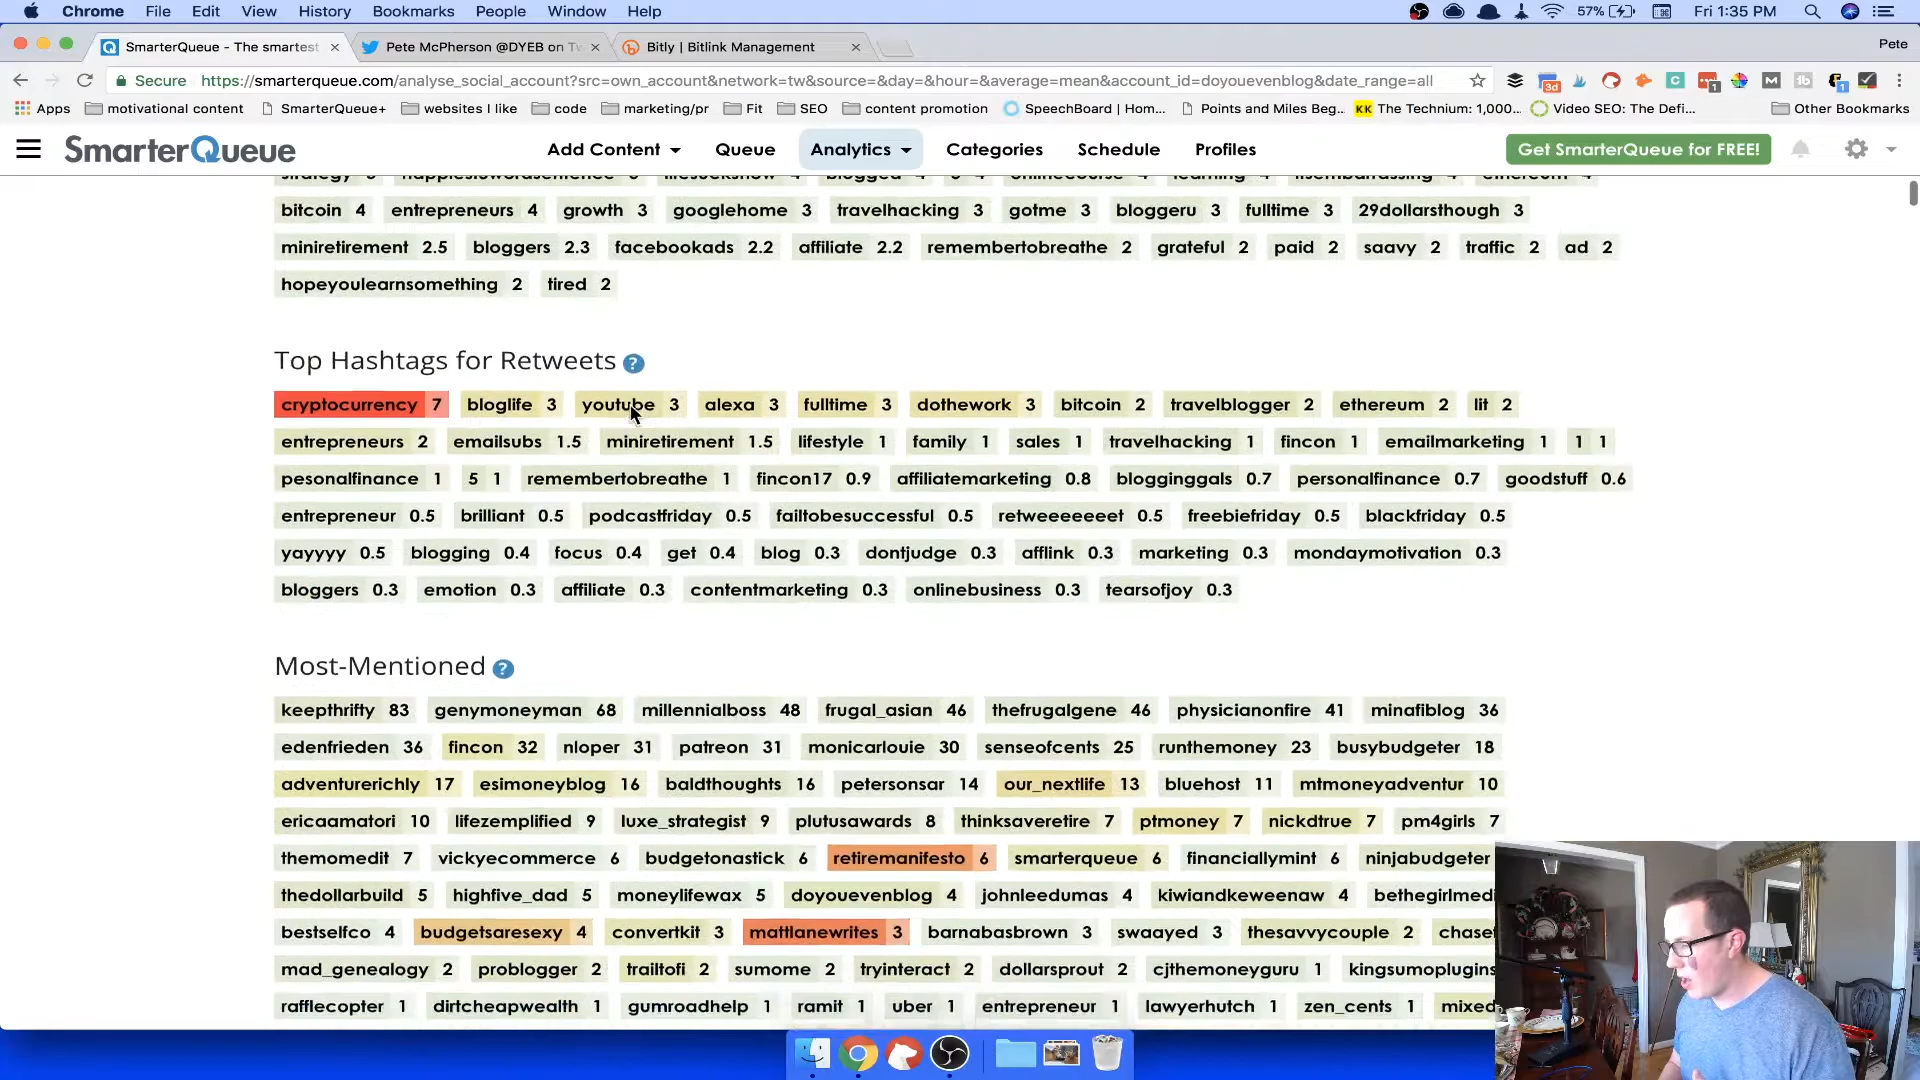 Chrome File Edit View History Bookmarks People Window Help 57% Fri 1:35 PM
SmarterQueue - The smartest Pete McPherson @DYEB on Tw Bitly | Bitlink Management Pete
Secure https://smarterqueue.com/analyse_social_account?src=own_account&network=tw&source=&day=&hour=&average=mean&account_id=doyouevenblog&date_range=all
Apps motivational content SmarterQueue+ websites I like code marketing/pr Fit SEO content promotion SpeechBoard | Hom... Points and Miles Beg... KK The Technium: 1,000... Video SEO: The Defi... Other Bookmarks
SmarterQueue Add Content Queue Analytics Categories Schedule Profiles Get SmarterQueue for FREE!
bitcoin 4 entrepreneurs 4 growth 3 googlehome 3 travelhacking 3 gotme 3 bloggeru 3 fulltime 3 29dollarsthough 3
miniretirement 2.5 bloggers 2.3 facebookads 2.2 affiliate 2.2 remembertobreathe 2 grateful 2 paid 2 saavy 2 traffic 2 ad 2
hopeyoulearnsomething 2 tired 2
Top Hashtags for Retweets ?
cryptocurrency 7 bloglife 3 youtube 3 alexa 3 fulltime 3 dothework 3 bitcoin 2 travelblogger 2 ethereum 2 lit 2
entrepreneurs 2 emailsubs 1.5 miniretirement 1.5 lifestyle 1 family 1 sales 1 travelhacking 1 fincon 1 emailmarketing 1 1 1
pesonalfinance 1 5 1 remembertobreathe 1 fincon17 0.9 affiliatemarketing 0.8 blogginggals 0.7 personalfinance 0.7 goodstuff 0.6
entrepreneur 0.5 brilliant 0.5 podcastfriday 0.5 failtobesuccessful 0.5 retweeeeeeet 0.5 freebiefriday 0.5 blackfriday 0.5
yayyyy 0.5 blogging 0.4 focus 0.4 get 0.4 blog 0.3 dontjudge 0.3 afflink 0.3 marketing 0.3 mondaymotivation 0.3
bloggers 0.3 emotion 0.3 affiliate 0.3 contentmarketing 0.3 onlinebusiness 0.3 tearsofjoy 0.3
Most-Mentioned ?
keepthrifty 83 genymoneyman 68 millennialboss 48 frugal_asian 46 thefrugalgene 46 physicianonfire 41 minafiblog 36
edenfrieden 36 fincon 32 nloper 31 patreon 31 monicarlouie 30 senseofcents 25 runthemoney 23 busybudgeter 18
adventurerichly 17 esimoneyblog 16 baldthoughts 16 petersonsar 14 our_nextlife 13 bluehost 11 mtmoneyadventur 10
ericaamatori 10 lifezemplified 9 luxe_strategist 9 plutusawards 8 thinksaveretire 7 ptmoney 7 nickdtrue 7 pm4girls 7
themomedit 7 vickyecommerce 6 budgetonastick 6 retiremanifesto 6 smarterqueue 6 financiallymint 6 ninjabudgeter
thedollarbuild 5 highfive_dad 5 moneylifewax 5 doyouevenblog 4 johnleedumas 4 kiwiandkeweenaw 4 bethegirlmedi
bestselfco 4 budgetsaresexy 4 convertkit 3 mattlanewrites 3 barnabasbrown 3 swaayed 3 thesavvycouple 2 chase
mad_genealogy 2 problogger 2 trailtofi 2 sumome 2 tryinteract 2 dollarsprout 2 cjthemoneyguru 1 kingsumoplugins
rafflecopter 1 dirtcheapwealth 1 gumroadhelp 1 ramit 1 uber 1 entrepreneur 1 lawyerhutch 1 zen_cents 1 mixed